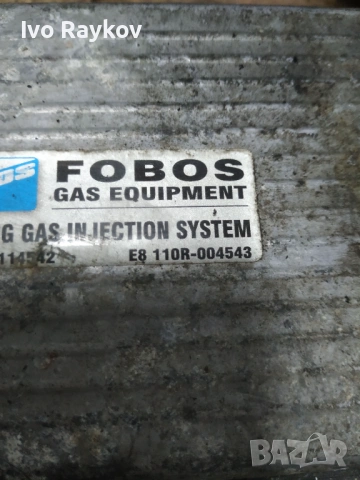 Ivo Raykov
FOBOS
GAS EQUIPMENT
G GAS INJECTION SYSTEM
114542 E8 110R-004543
BAZAR